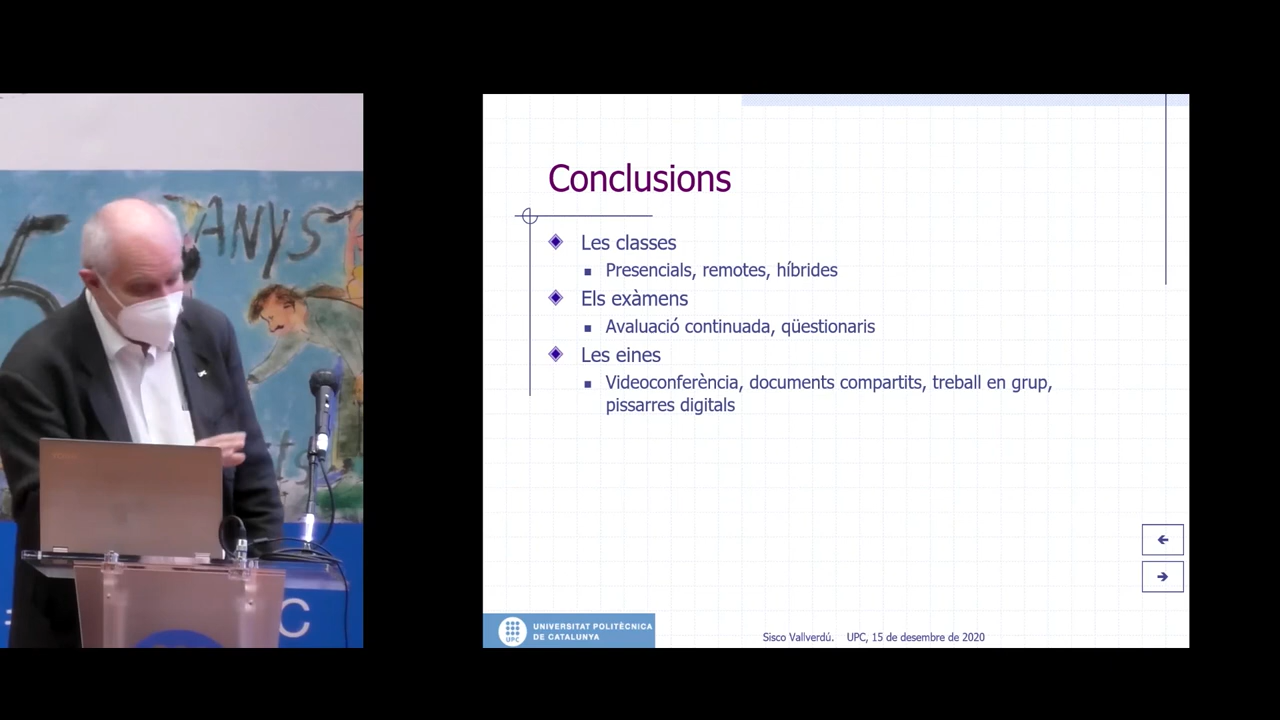 ANYS
C
Conclusions
Les classes
Presencials, remotes, híbrides
Els exàmens
Avaluació continuada, qüestionaris
Les eines
Videoconferència, documents compartits, treball en grup,
pissarres digitals
UPC
UNIVERSITAT POLITÈCNICA
DE CATALUNYA
Sisco Vallverdú. UPC, 15 de desembre de 2020